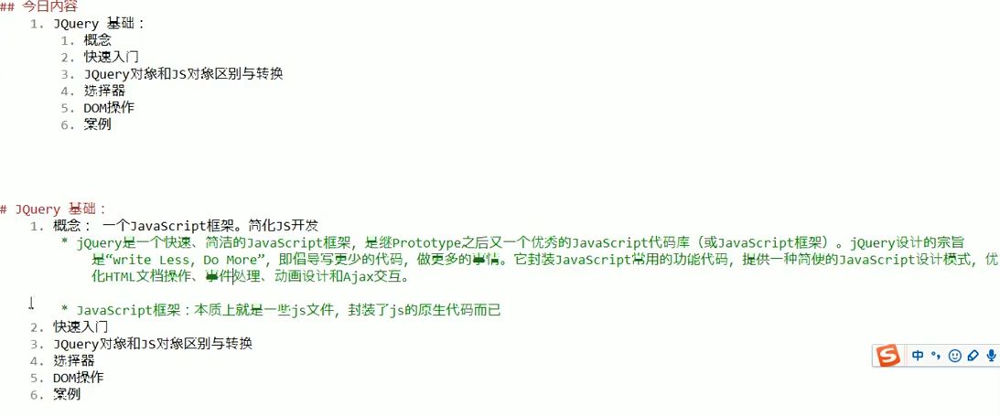 ## 今日内容
1. JQuery 基础：
1. 概念
2. 快速入门
3. JQuery对象和JS对象区别与转换
4. 选择器
5. DOM操作
6. 案例
# JQuery 基础：
1. 概念： 一个JavaScript框架。简化JS开发
* jQuery是一个快速、简洁的JavaScript框架，是继Prototype之后又一个优秀的JavaScript代码库（或JavaScript框架）。jQuery设计的宗旨
是“write Less, Do More”，即倡导写更少的代码，做更多的事情。它封装JavaScript常用的功能代码，提供一种简便的JavaScript设计模式，优
化HTML文档操作、事件处理、动画设计和Ajax交互。
* JavaScript框架：本质上就是一些js文件，封装了js的原生代码而已
2. 快速入门
3. JQuery对象和JS对象区别与转换
4. 选择器
5. DOM操作
6. 案例
S 中 °,